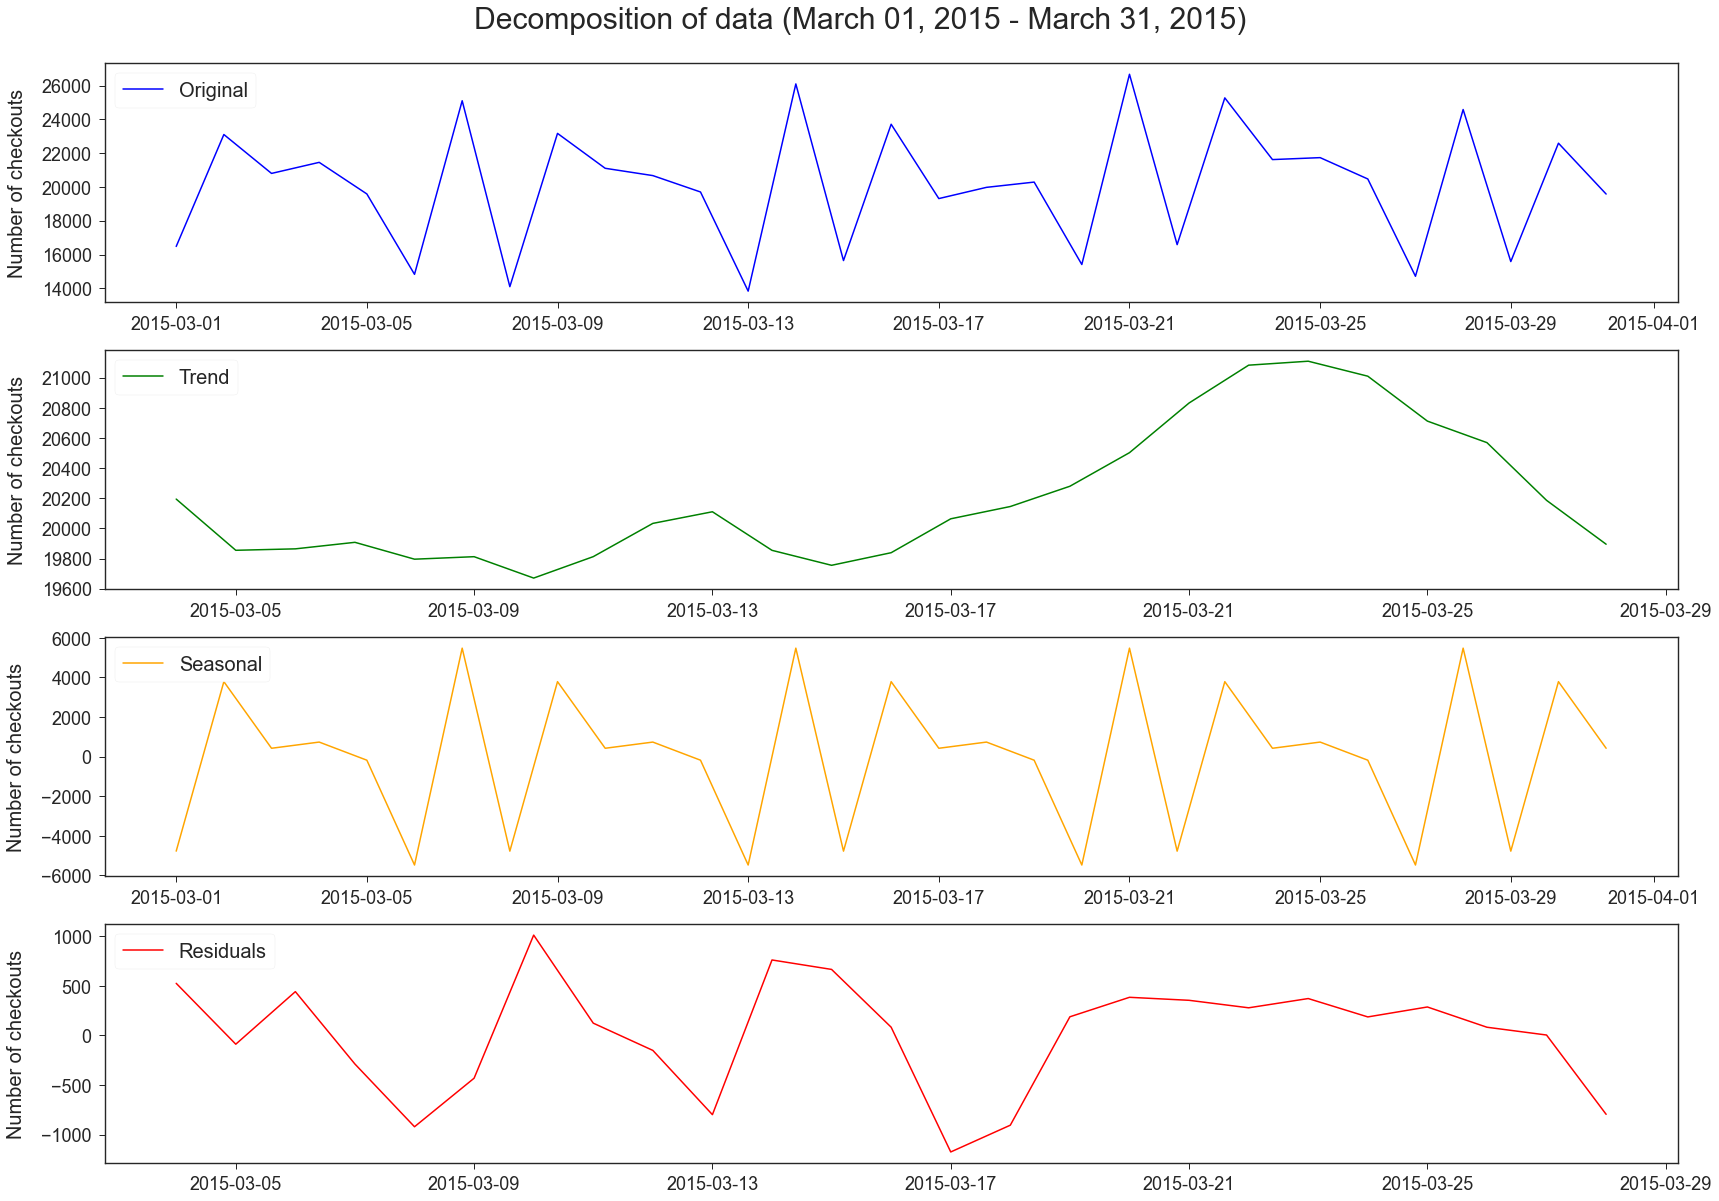 Decomposition of data (March 01, 2015 - March 31, 2015)
Number of checkouts
Original
26000
24000
22000
20000
18000
16000
14000
2015-03-01 2015-03-05 2015-03-09 2015-03-13 2015-03-17 2015-03-21 2015-03-25 2015-03-29 2015-04-01
Number of checkouts
Trend
21000
20800
20600
20400
20200
20000
19800
19600
2015-03-05 2015-03-09 2015-03-13 2015-03-17 2015-03-21 2015-03-25 2015-03-29
Number of checkouts
Seasonal
6000
4000
2000
0
−2000
−4000
−6000
2015-03-01 2015-03-05 2015-03-09 2015-03-13 2015-03-17 2015-03-21 2015-03-25 2015-03-29 2015-04-01
Number of checkouts
Residuals
1000
500
0
−500
−1000
2015-03-05 2015-03-09 2015-03-13 2015-03-17 2015-03-21 2015-03-25 2015-03-29